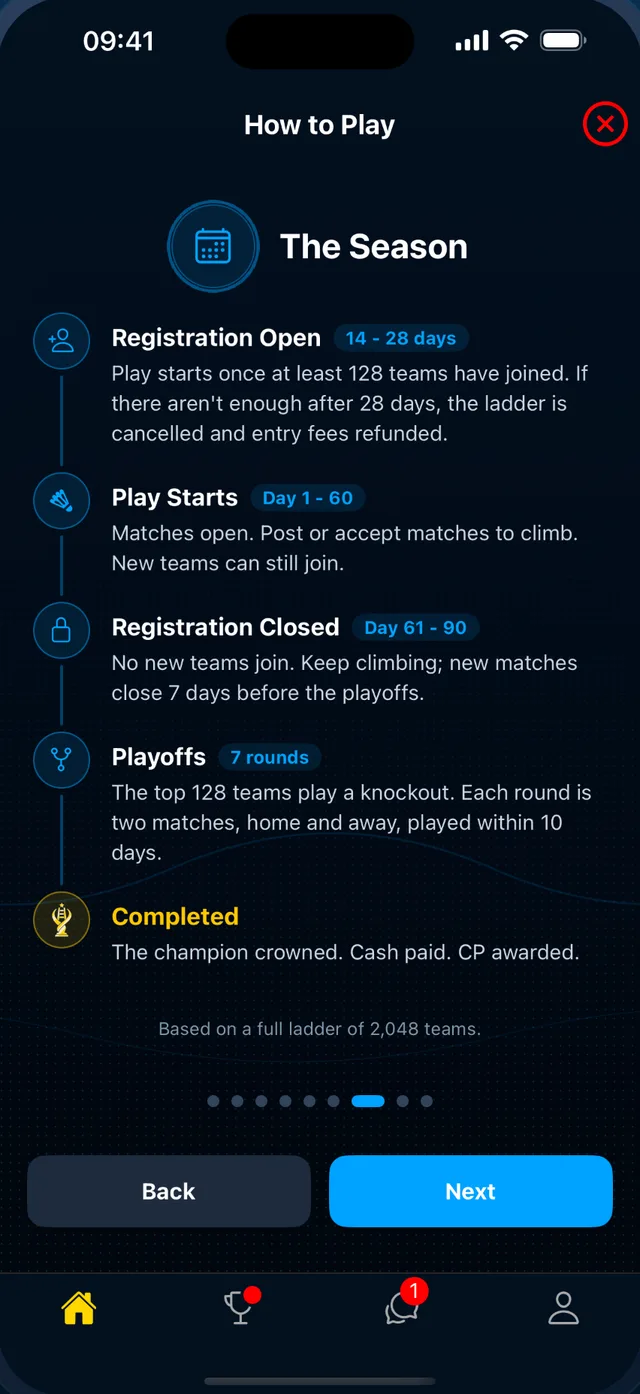 09:41
How to Play
The Season
Registration Open 14 - 28 days
Play starts once at least 128 teams have joined. If
there aren't enough after 28 days, the ladder is
cancelled and entry fees refunded.
Play Starts Day 1 - 60
Matches open. Post or accept matches to climb.
New teams can still join.
Registration Closed Day 61 - 90
No new teams join. Keep climbing; new matches
close 7 days before the playoffs.
Playoffs 7 rounds
The top 128 teams play a knockout. Each round is
two matches, home and away, played within 10
days.
Completed
The champion crowned. Cash paid. CP awarded.
Based on a full ladder of 2,048 teams.
Back Next
1